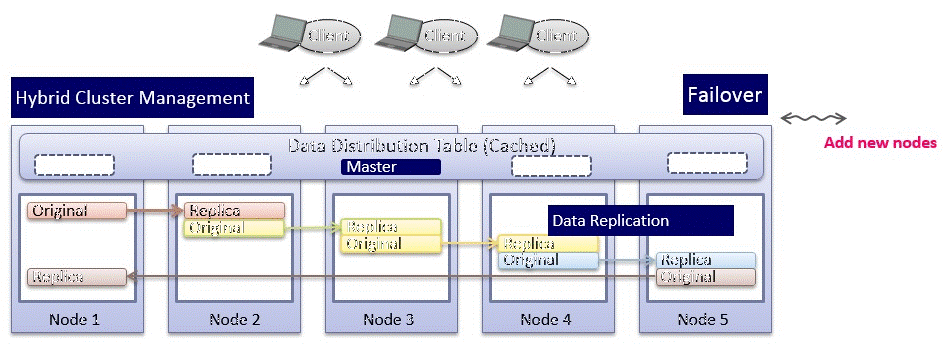 Client
Client
Client
Hybrid Cluster Management
Failover
Add new nodes
Data Distribution Table (Cached)
Master
Original
Replica
Original
Replica
Original
Data Replication
Replica
Original
Replica
Original
Replica
Node 1
Node 2
Node 3
Node 4
Node 5